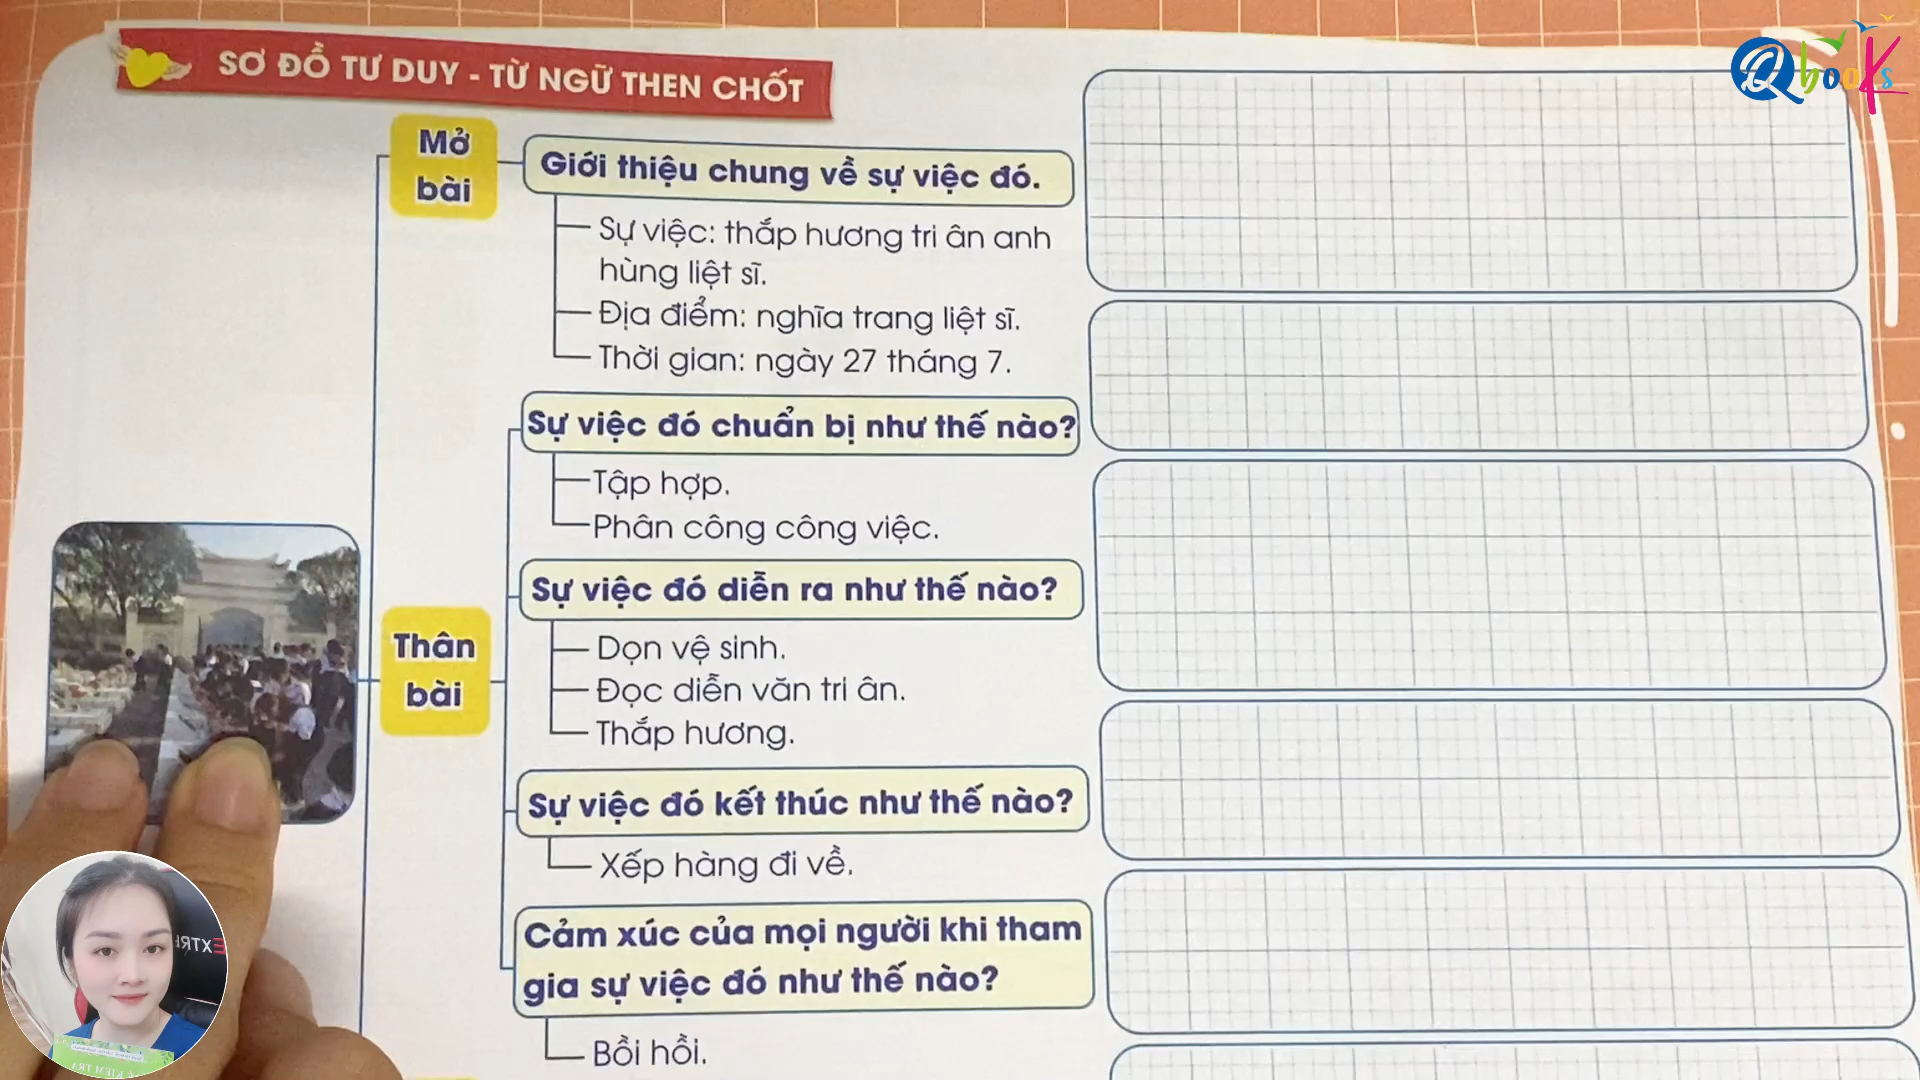 SƠ ĐỒ TƯ DUY - TỪ NGỮ THEN CHỐT
Qbooks
Mở
bài
Giới thiệu chung về sự việc đó.
Sự việc: thắp hương tri ân anh
hùng liệt sĩ.
Địa điểm: nghĩa trang liệt sĩ.
Thời gian: ngày 27 tháng 7.
Thân
bài
Sự việc đó chuẩn bị như thế nào?
Tập hợp.
Phân công công việc.
Sự việc đó diễn ra như thế nào?
Dọn vệ sinh.
Đọc diễn văn tri ân.
Thắp hương.
Sự việc đó kết thúc như thế nào?
Xếp hàng đi về.
Cảm xúc của mọi người khi tham
gia sự việc đó như thế nào?
Bồi hồi.